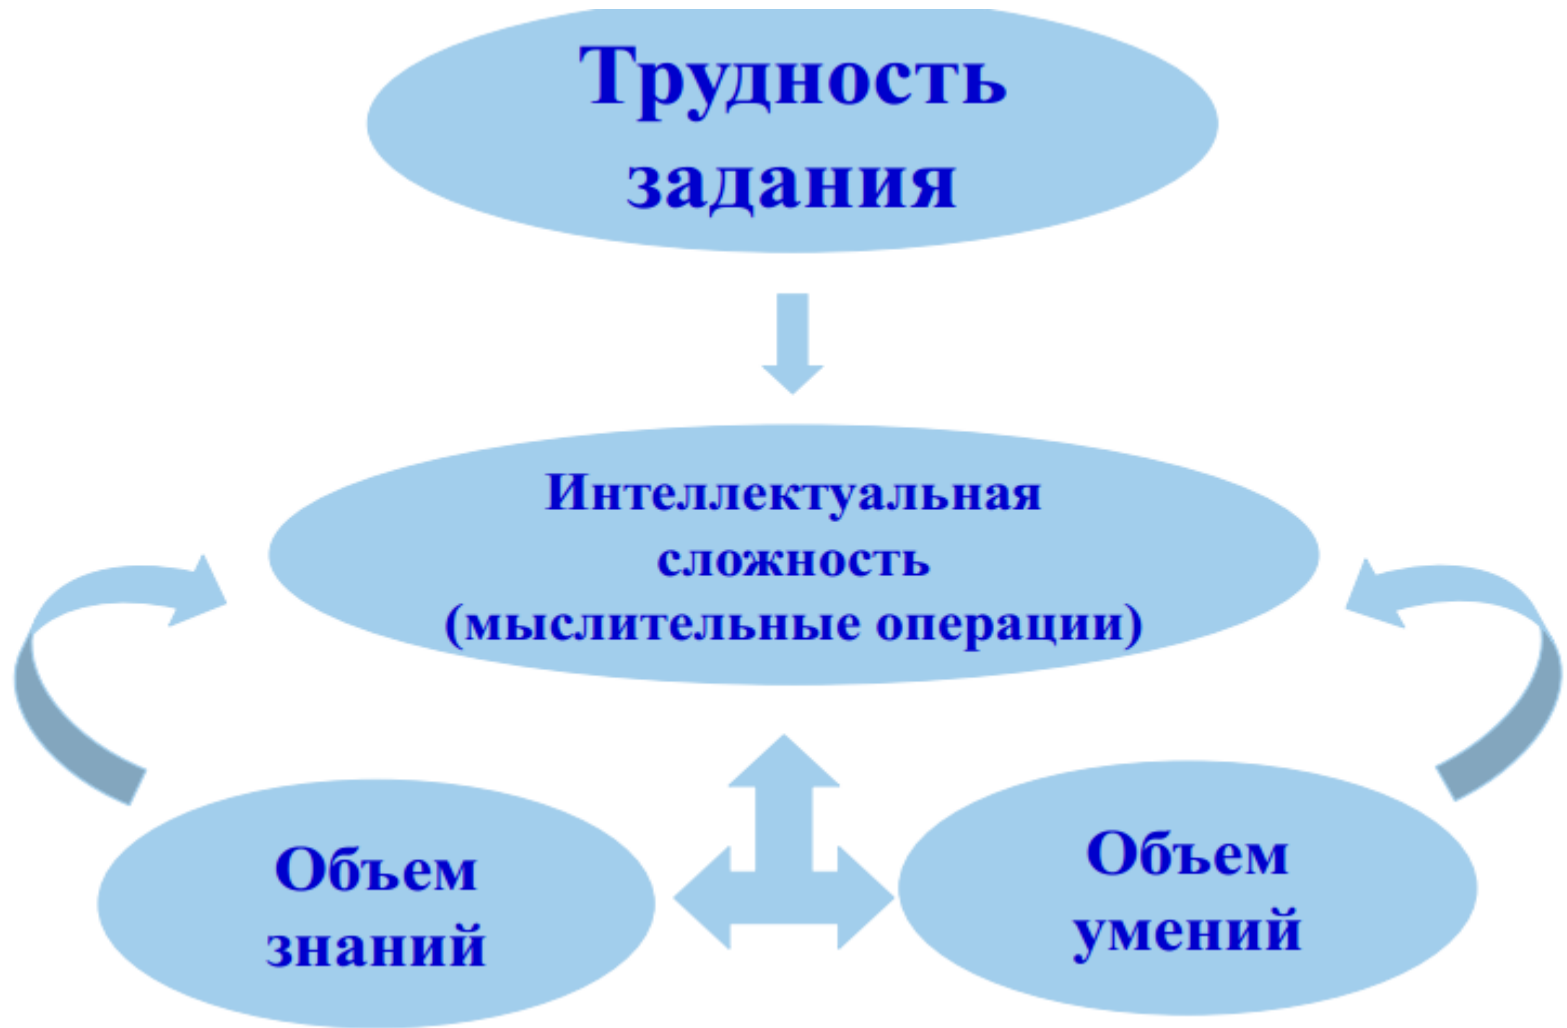 Трудность
задания
Интеллектуальная
сложность
(мыслительные операции)
Объем
знаний
Объем
умений